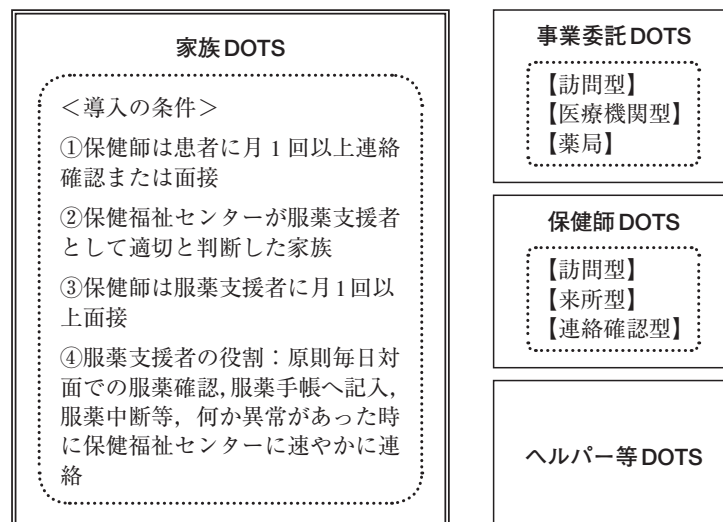 家族DOTS
＜導入の条件＞
①保健師は患者に月1回以上連絡
確認または面接
②保健福祉センターが服薬支援者
として適切と判断した家族
③保健師は服薬支援者に月1回以
上面接
④服薬支援者の役割：原則毎日対
面での服薬確認，服薬手帳へ記入，
服薬中断等，何か異常があった時
に保健福祉センターに速やかに連
絡
事業委託DOTS
【訪問型】
【医療機関型】
【薬局】
保健師DOTS
【訪問型】
【来所型】
【連絡確認型】
ヘルパー等DOTS